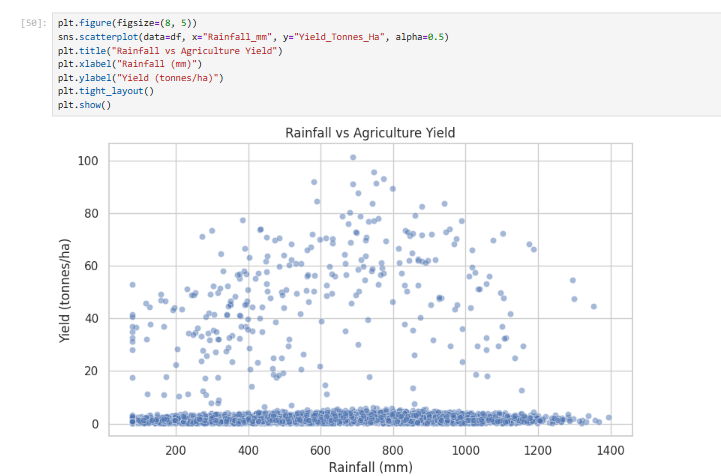 [50]: plt.figure(figsize=(8, 5))
sns.scatterplot(data=df, x="Rainfall_mm", y="Yield_Tonnes_Ha", alpha=0.5)
plt.title("Rainfall vs Agriculture Yield")
plt.xlabel("Rainfall (mm)")
plt.ylabel("Yield (tonnes/ha)")
plt.tight_layout()
plt.show()
Rainfall vs Agriculture Yield
100
80
60
40
20
0
Yield (tonnes/ha)
200 400 600 800 1000 1200 1400
Rainfall (mm)